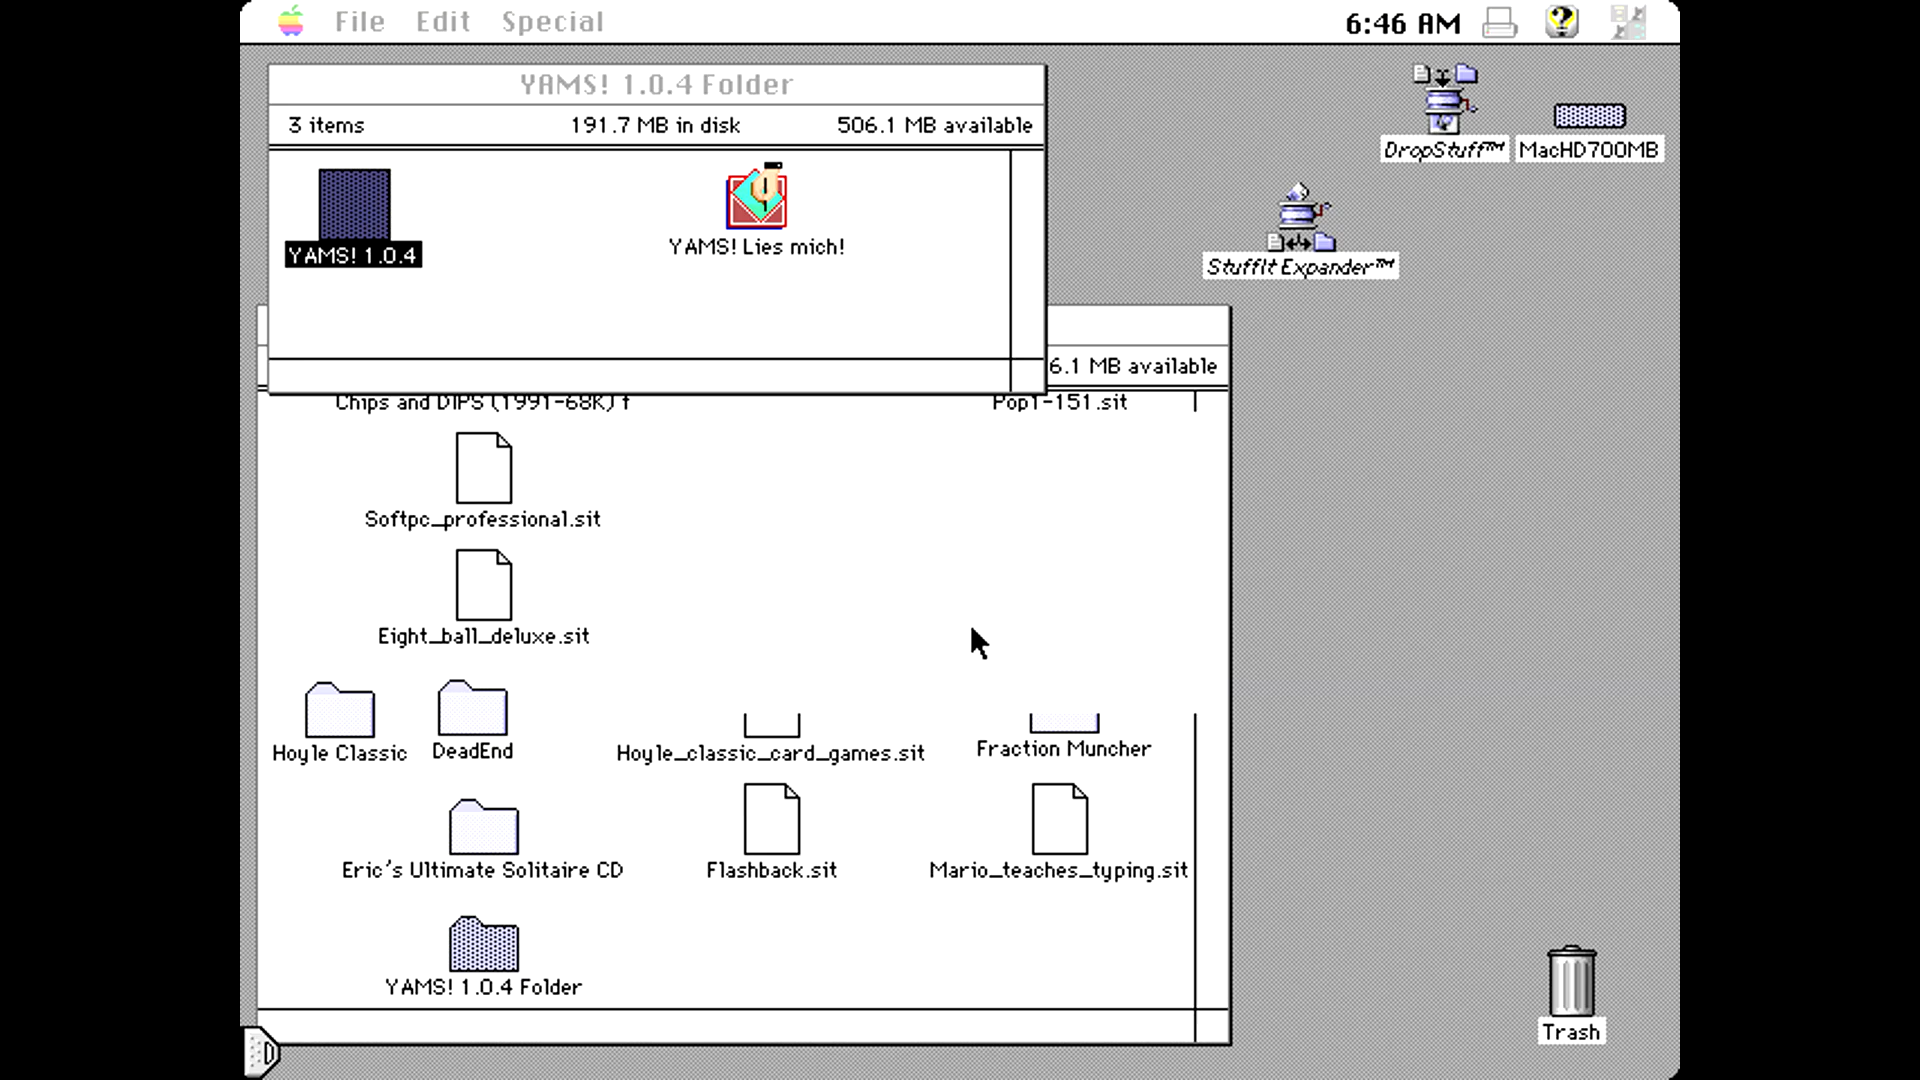 File Edit Special 6:46 AM
YAMS! 1.0.4 Folder
3 items 191.7 MB in disk 506.1 MB available
YAMS! 1.0.4
YAMS! Lies mich!
DropStuff™
MacHD700MB
StuffIt Expander™
6.1 MB available
Chips and DIPS (1991-68K) f
Pop1-151.sit
Softpc_professional.sit
Eight_ball_deluxe.sit
Hoyle Classic
DeadEnd
Hoyle_classic_card_games.sit
Fraction Muncher
Eric's Ultimate Solitaire CD
Flashback.sit
Mario_teaches_typing.sit
YAMS! 1.0.4 Folder
Trash